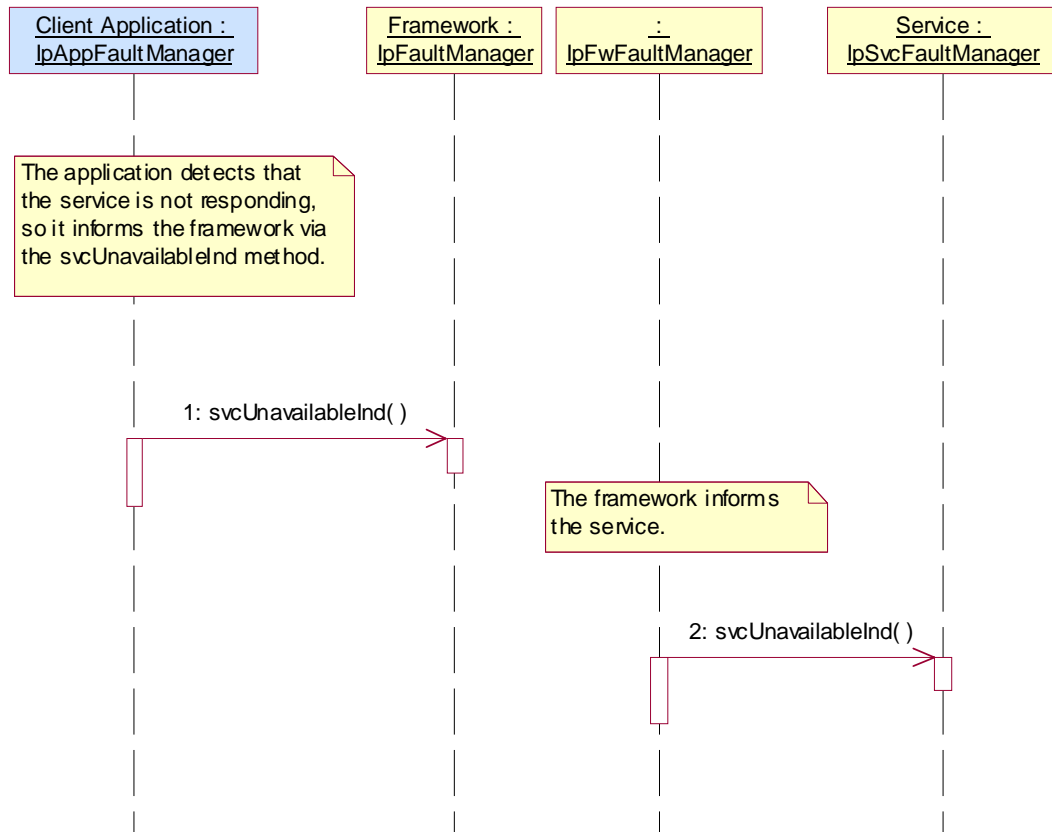 Client Application :
IpAppFaultManager
Framework :
IpFaultManager
:
IpFwFaultManager
Service :
IpSvcFaultManager
The application detects that
the service is not responding,
so it informs the framework via
the svcUnavailableInd method.
1: svcUnavailableInd( )
The framework informs
the service.
2: svcUnavailableInd( )